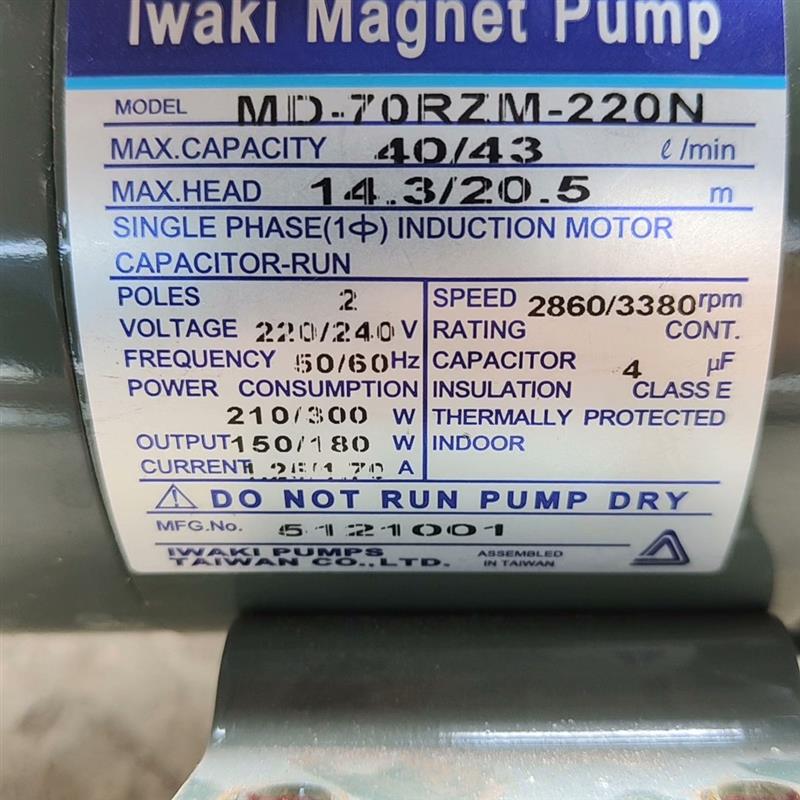 Iwaki Magnet Pump
MODEL MD-70RZM-220N
MAX.CAPACITY 40/43 ℓ/min
MAX.HEAD 14.3/20.5 m
SINGLE PHASE(1ф) INDUCTION MOTOR
CAPACITOR-RUN
POLES 2
VOLTAGE 220/240 V
FREQUENCY 50/60 Hz
POWER CONSUMPTION
210/300 W
OUTPUT 150/180 W
CURRENT A
SPEED 2860/3380 rpm
RATING CONT.
CAPACITOR 4 µF
INSULATION CLASS E
THERMALLY PROTECTED
INDOOR
⚠ DO NOT RUN PUMP DRY
MFG.No. 5121001
IWAKI PUMPS
TAIWAN CO.,LTD.
ASSEMBLED
IN TAIWAN